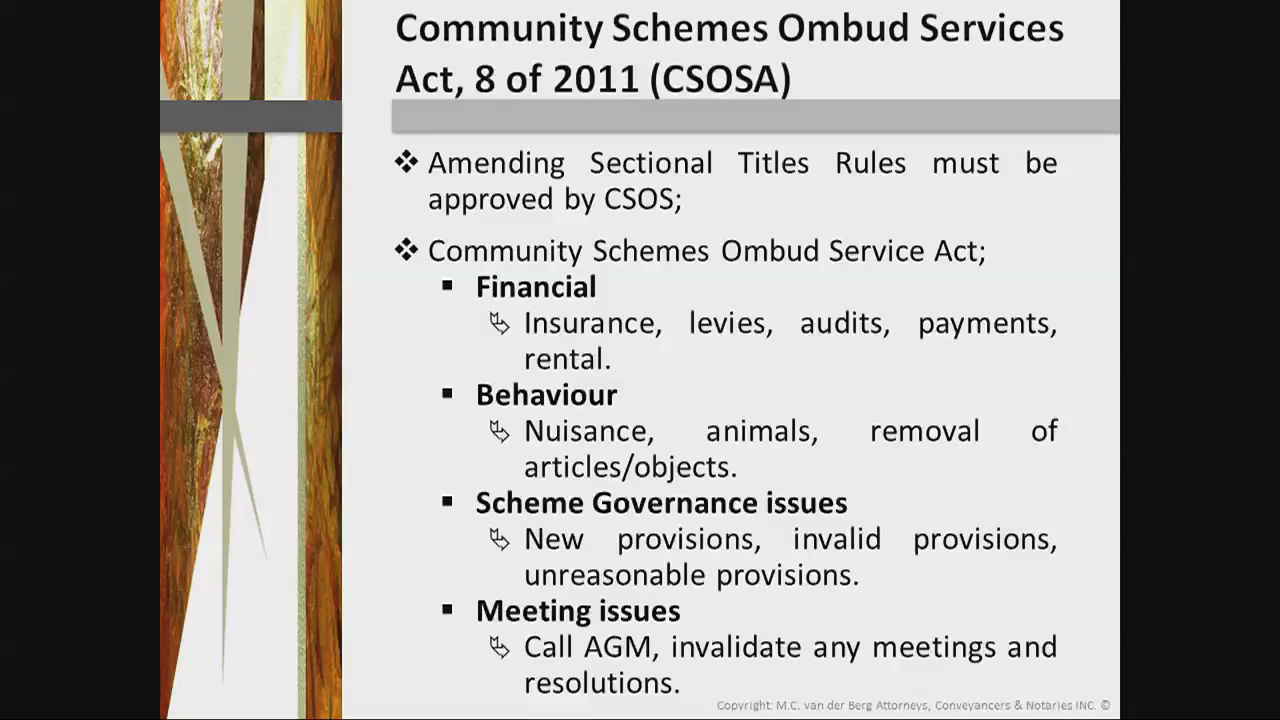 Community Schemes Ombud Services
Act, 8 of 2011 (CSOSA)
❖ Amending Sectional Titles Rules must be
approved by CSOS;
❖ Community Schemes Ombud Service Act;
▪ Financial
Insurance, levies, audits, payments,
rental.
▪ Behaviour
Nuisance, animals, removal of
articles/objects.
▪ Scheme Governance issues
New provisions, invalid provisions,
unreasonable provisions.
▪ Meeting issues
Call AGM, invalidate any meetings and
resolutions.
Copyright: M.C. van der Berg Attorneys, Conveyancers & Notaries INC. ©